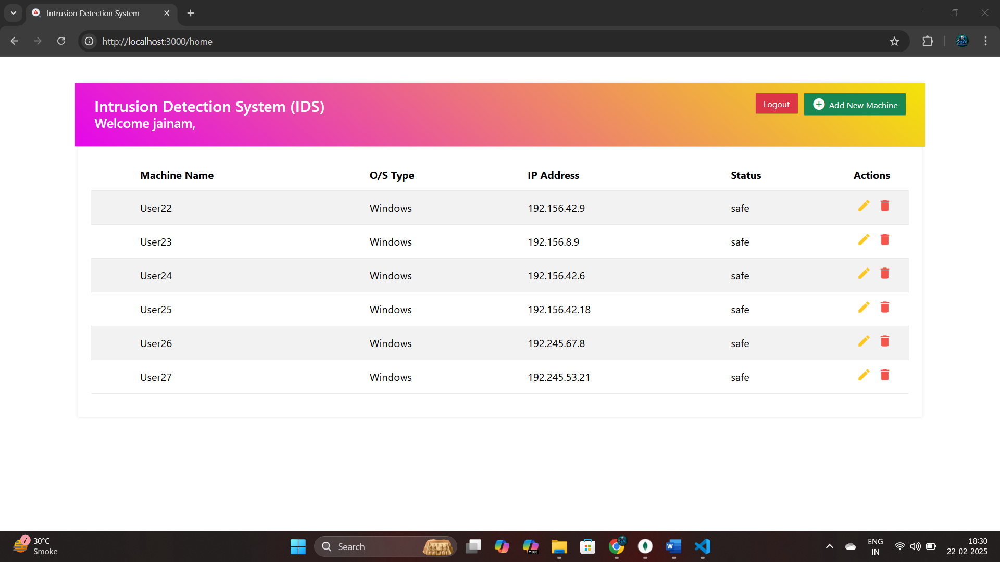 Intrusion Detection System
http://localhost:3000/home
Intrusion Detection System (IDS)
Welcome jainam,
Logout
Add New Machine
Machine Name O/S Type IP Address Status Actions
User22 Windows 192.156.42.9 safe
User23 Windows 192.156.8.9 safe
User24 Windows 192.156.42.6 safe
User25 Windows 192.156.42.18 safe
User26 Windows 192.245.67.8 safe
User27 Windows 192.245.53.21 safe
7
30°C
Smoke
Search
M365
W
ENG
IN
18:30
22-02-2025